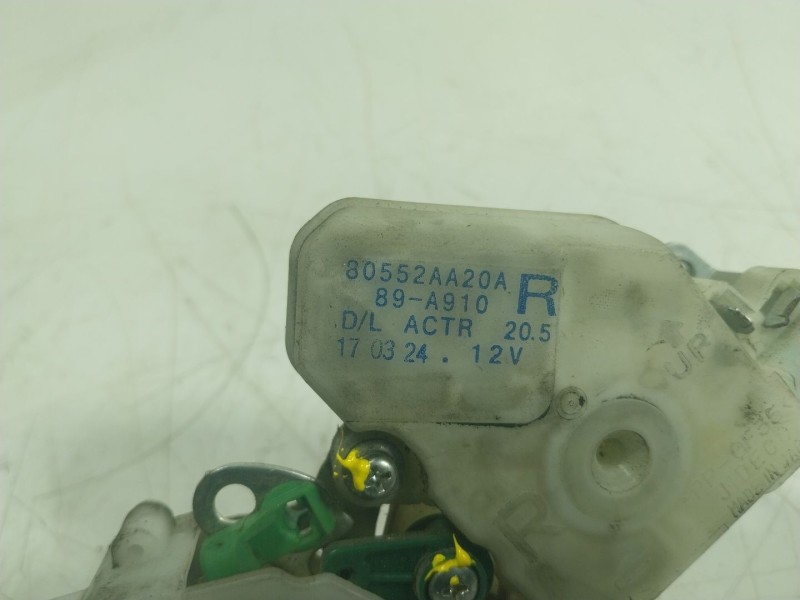 80552AA20A
89-A910 R
D/L ACTR 20.5
17 03 24 . 12V